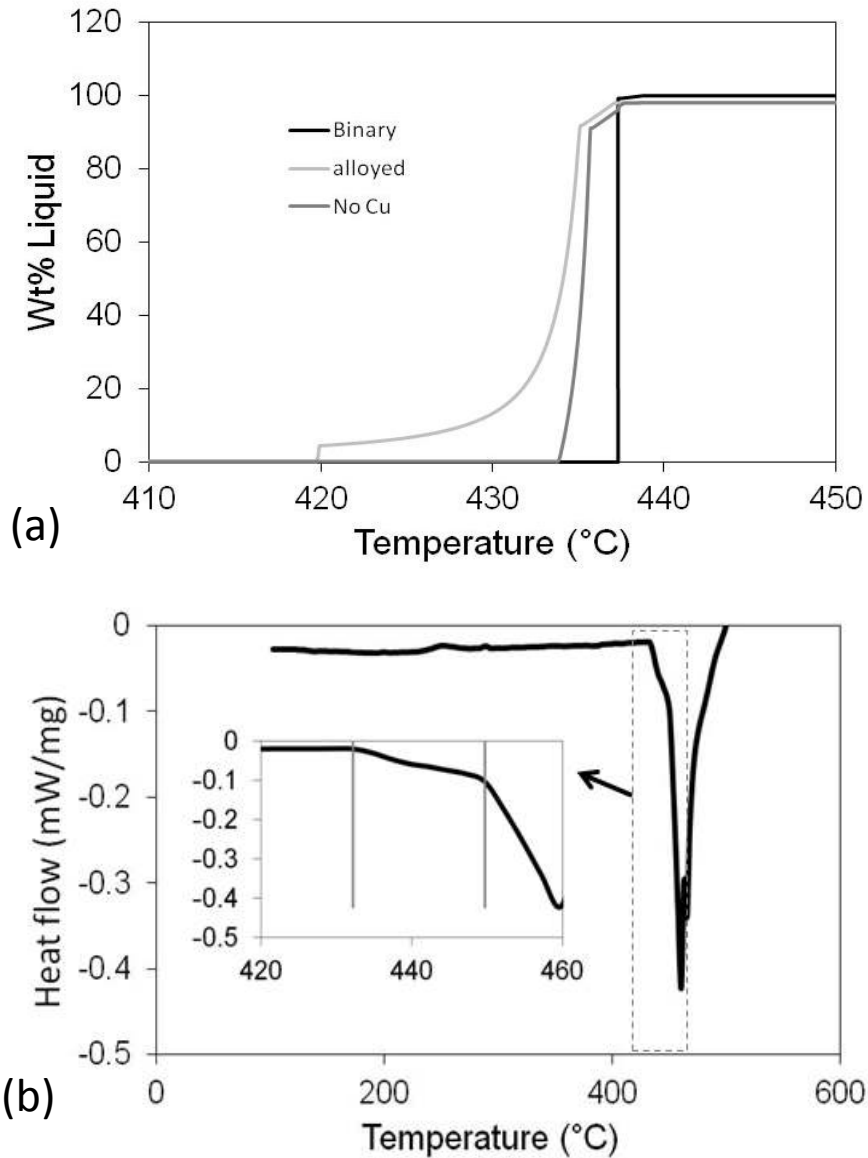 120
100
80
60
40
20
0
Wt% Liquid
Binary
alloyed
No Cu
410 420 430 440 450
Temperature (°C)
(a)
0
-0.1
-0.2
-0.3
-0.4
-0.5
Heat flow (mW/mg)
0
-0.1
-0.2
-0.3
-0.4
-0.5
420 440 460
0 200 400 600
Temperature (°C)
(b)